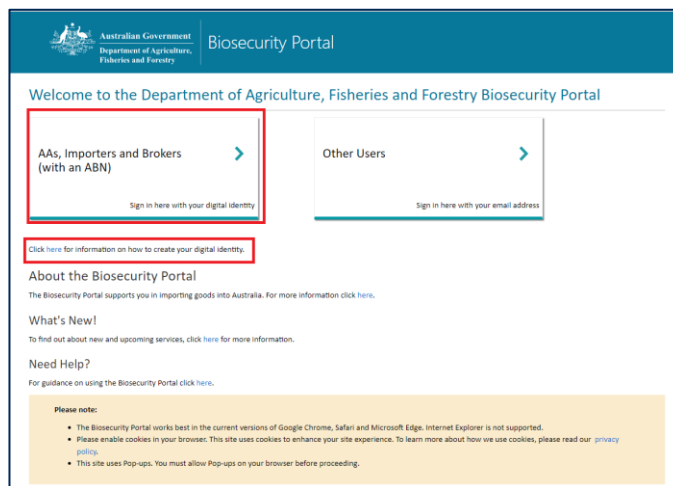 Australian Government
Department of Agriculture,
Fisheries and Forestry
Biosecurity Portal
Welcome to the Department of Agriculture, Fisheries and Forestry Biosecurity Portal
AAs, Importers and Brokers
(with an ABN)
Sign in here with your digital identity
Other Users
Sign in here with your email address
Click here for information on how to create your digital identity.
About the Biosecurity Portal
The Biosecurity Portal supports you in importing goods into Australia. For more information click here.
What's New!
To find out about new and upcoming services, click here for more information.
Need Help?
For guidance on using the Biosecurity Portal click here.
Please note:
• The Biosecurity Portal works best in the current versions of Google Chrome, Safari and Microsoft Edge. Internet Explorer is not supported.
• Please enable cookies in your browser. This site uses cookies to enhance your site experience. To learn more about how we use cookies, please read our privacy
policy.
• This site uses Pop-ups. You must allow Pop-ups on your browser before proceeding.